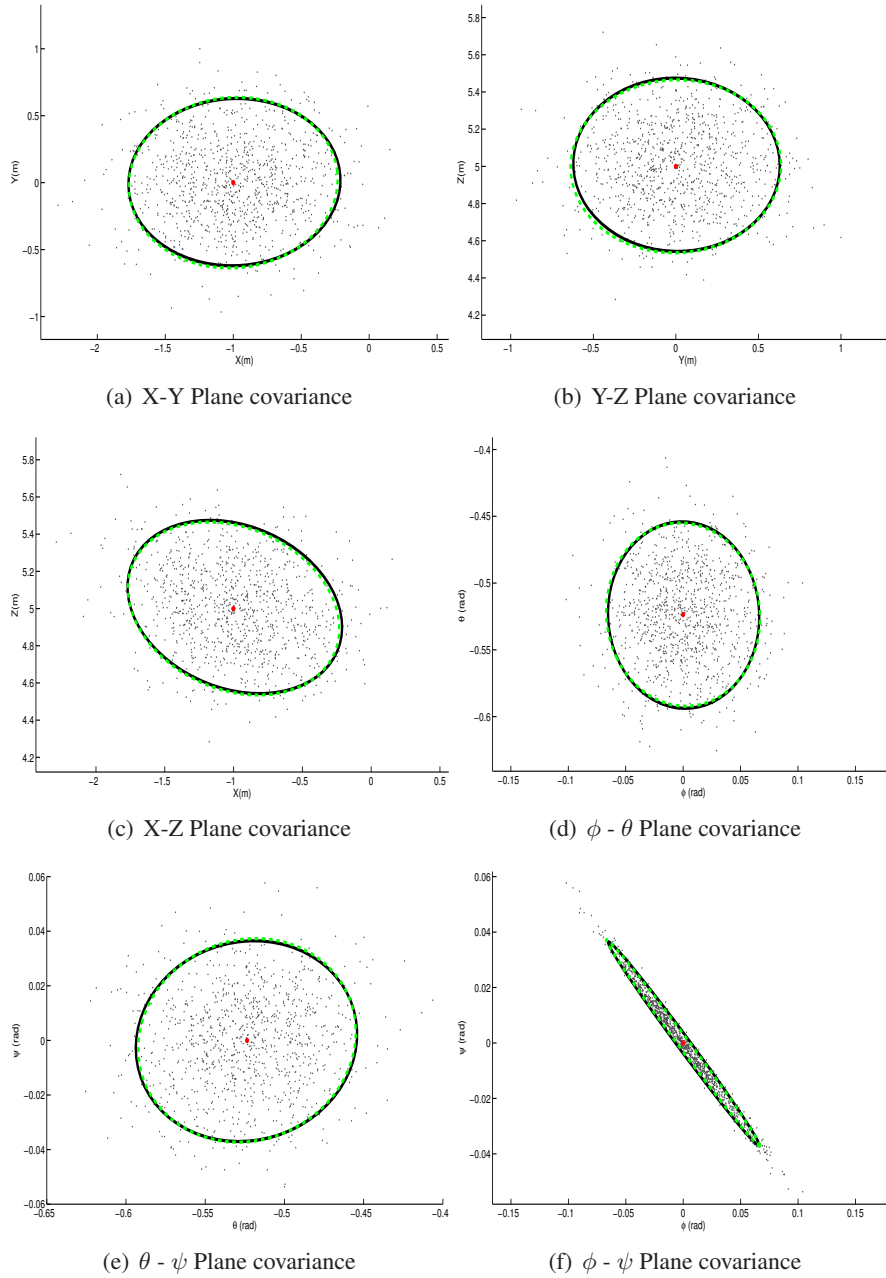 1
0.5
0
−0.5
−1
Y(m)
−2 −1.5 −1 −0.5 0 0.5
X(m)
(a) X-Y Plane covariance
5.8
5.6
5.4
5.2
5
4.8
4.6
4.4
4.2
Z(m)
−1 −0.5 0 0.5 1
Y(m)
(b) Y-Z Plane covariance
5.8
5.6
5.4
5.2
5
4.8
4.6
4.4
4.2
Z(m)
−2 −1.5 −1 −0.5 0 0.5
X(m)
(c) X-Z Plane covariance
−0.4
−0.45
−0.5
−0.55
−0.6
θ (rad)
−0.15 −0.1 −0.05 0 0.05 0.1 0.15
ϕ (rad)
(d) ϕ - θ Plane covariance
0.06
0.04
0.02
0
−0.02
−0.04
−0.06
ψ (rad)
−0.65 −0.6 −0.55 −0.5 −0.45 −0.4
θ (rad)
(e) θ - ψ Plane covariance
0.06
0.04
0.02
0
−0.02
−0.04
ψ (rad)
−0.15 −0.1 −0.05 0 0.05 0.1 0.15
ϕ (rad)
(f) ϕ - ψ Plane covariance